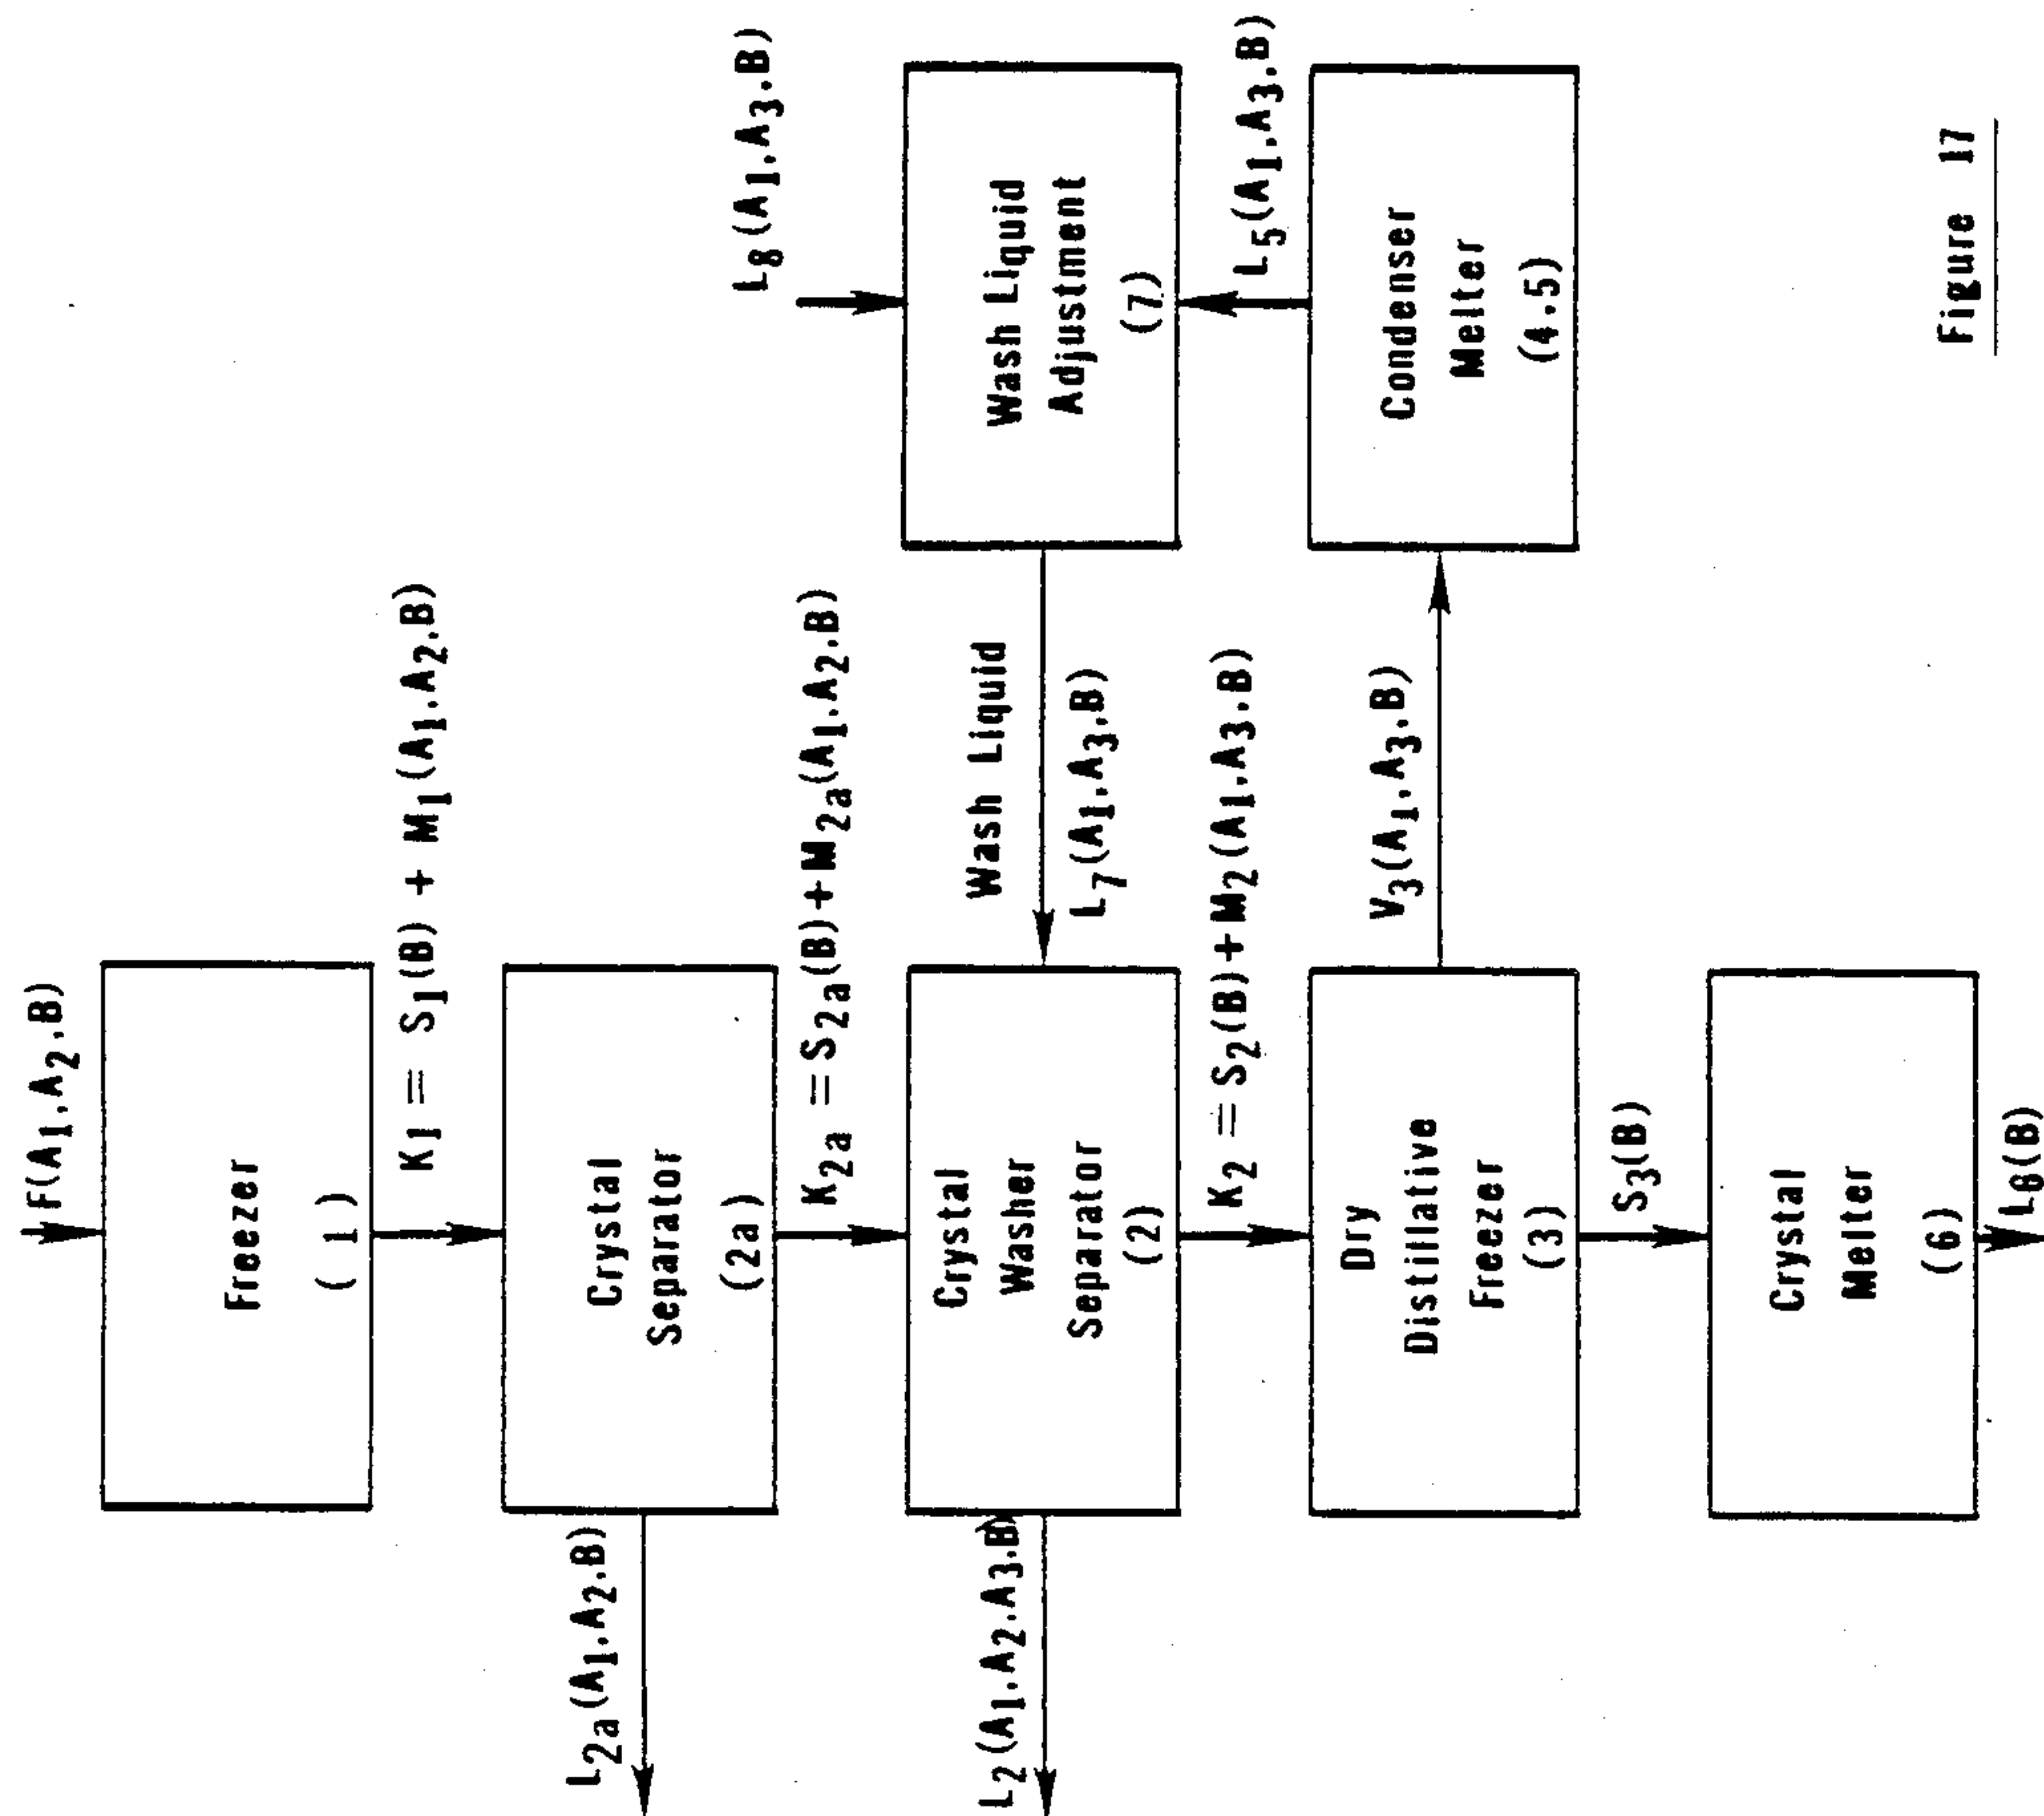 F(A₁.A₂.B)
Freezer
(1)
K₁ = S₁(B) + M₁(A₁.A₂.B)
L₂ₐ(A₁.A₂.B)
Crystal
Separator
(2a)
K₂ₐ = S₂ₐ(B)+M₂ₐ(A₁.A₂.B)
L₈(A₁.A₃.B)
L₂(A₁.A₂.A₃.B)
Crystal
Washer
Separator
(2)
Wash Liquid
L₇(A₁.A₃.B)
Wash Liquid
Adjustment
(7)
K₂ = S₂(B)+M₂(A₁.A₃.B)
L₅(A₁.A₃.B)
Dry
Distillative
Freezer
(3)
V₃(A₁.A₃.B)
Condenser
Melter
(4.5)
S₃(B)
Crystal
Melter
(6)
L₆(B)
Figure 17